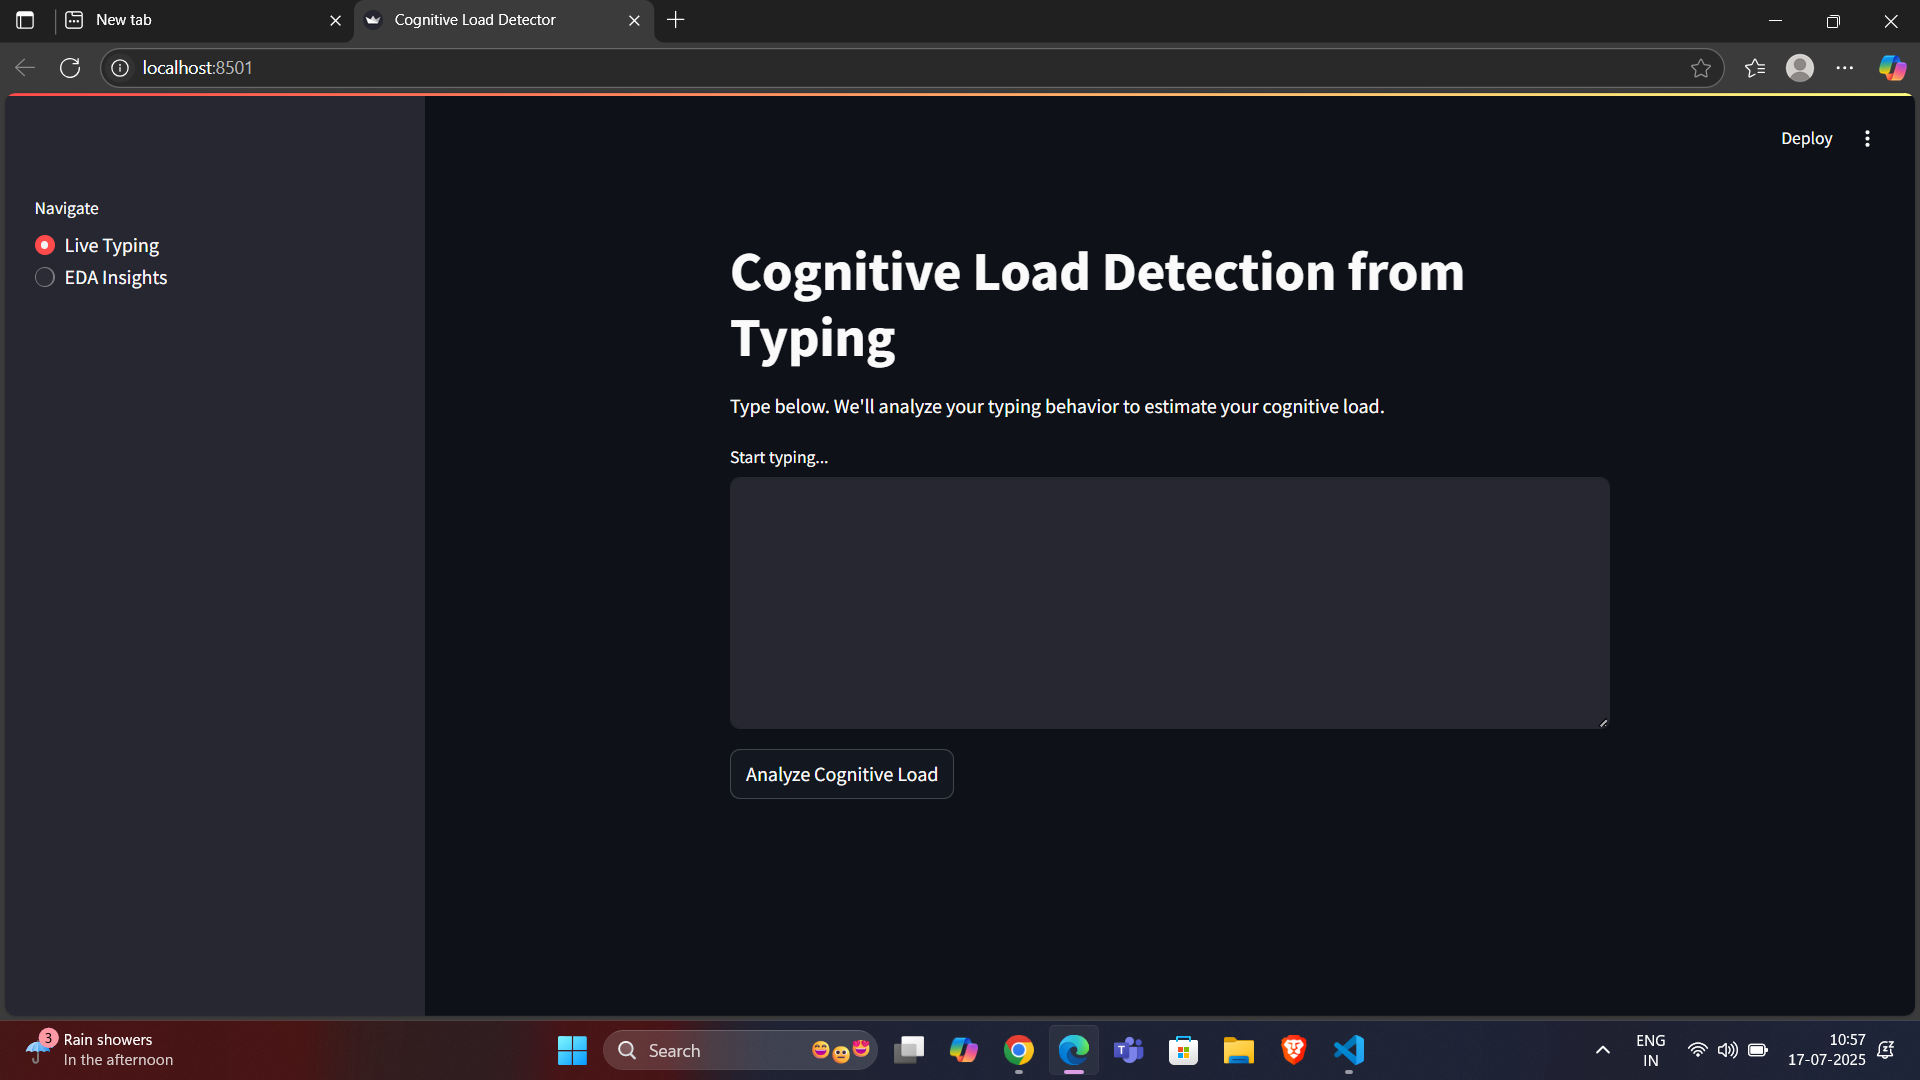 New tab
Cognitive Load Detector
localhost:8501
Deploy
Navigate
Live Typing
EDA Insights
Cognitive Load Detection from
Typing
Type below. We'll analyze your typing behavior to estimate your cognitive load.
Start typing...
Analyze Cognitive Load
3
Rain showers
In the afternoon
Search
T
ENG
IN
10:57
17-07-2025